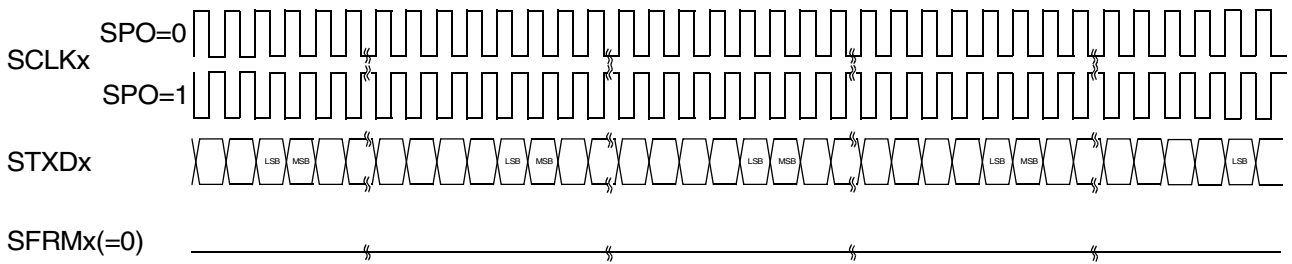 SPO=0
SCLKx
SPO=1
STXDx LSB MSB LSB MSB LSB MSB LSB MSB LSB
SFRMx(=0)